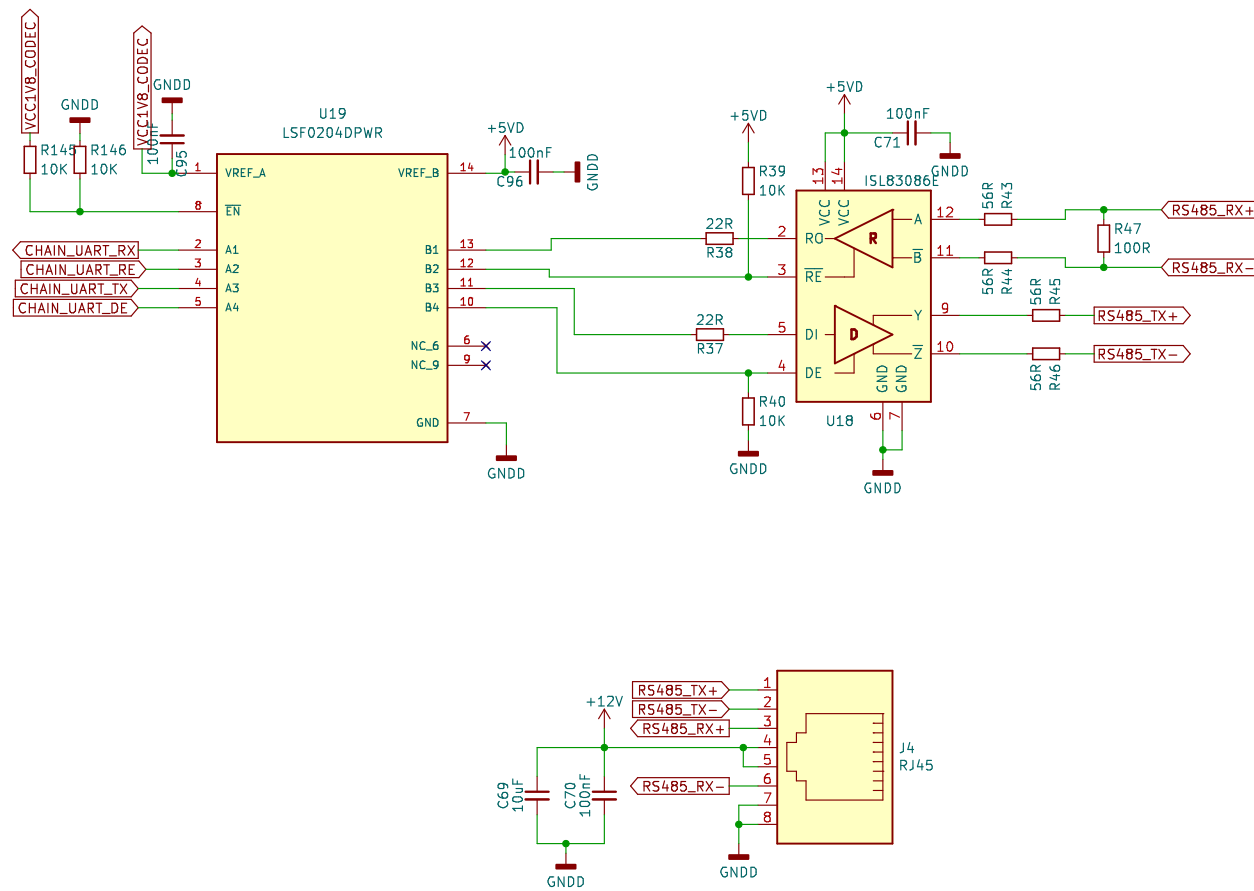 VCC1V8_CODEC
VCC1V8_CODEC
GNDD
GNDD
R145
10K
R146
10K
100nF
C95
U19
LSF0204DPWR
1
VREF_A
8
EN
CHAIN_UART_RX
2
A1
CHAIN_UART_RE
3
A2
CHAIN_UART_TX
4
A3
CHAIN_UART_DE
5
A4
VREF_B
14
B1
13
B2
12
B3
11
B4
10
NC_6
6
NC_9
9
GND
7
GNDD
+5VD
100nF
C96
GNDD
+5VD
R39
10K
22R
R38
22R
R37
R40
10K
GNDD
+5VD
100nF
C71
GNDD
ISL83086E
13
14
VCC
VCC
2
RO
3
RE
5
DI
4
DE
R
D
A
12
B
11
Y
9
Z
10
GND
GND
6
7
U18
GNDD
56R
R43
56R
R44
56R
R45
56R
R46
R47
100R
RS485_RX+
RS485_RX-
RS485_TX+
RS485_TX-
+12V
RS485_TX+
1
RS485_TX-
2
RS485_RX+
3
4
5
RS485_RX-
6
7
8
J4
RJ45
C69
10uF
C70
100nF
GNDD
GNDD